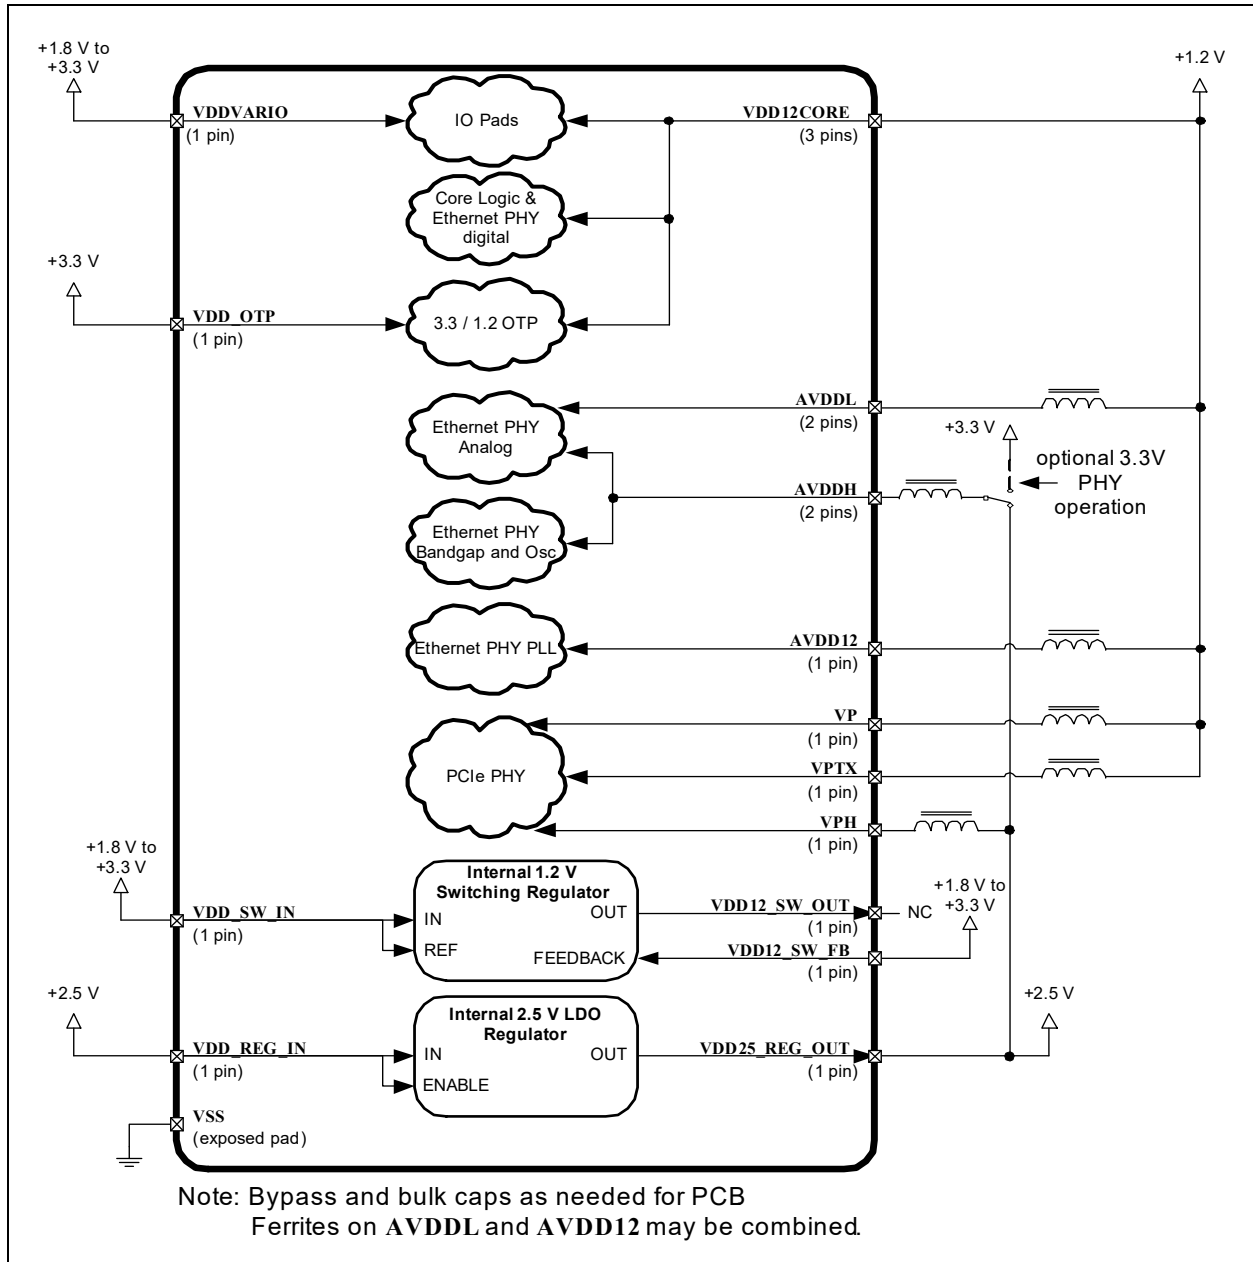 +1.8 V to
+3.3 V
+1.2 V
VDDVARIO
(1 pin)
IO Pads
VDD12CORE
(3 pins)
Core Logic &
Ethernet PHY
digital
+3.3 V
VDD_OTP
(1 pin)
3.3 / 1.2 OTP
AVDDL
(2 pins)
Ethernet PHY
Analog
+3.3 V
optional 3.3V
PHY
operation
AVDDH
(2 pins)
Ethernet PHY
Bandgap and Osc
AVDD12
(1 pin)
Ethernet PHY PLL
VP
(1 pin)
PCIe PHY
VPTX
(1 pin)
VPH
(1 pin)
+1.8 V to
+3.3 V
Internal 1.2 V
Switching Regulator
VDD_SW_IN
(1 pin)
IN
REF
OUT
FEEDBACK
VDD12_SW_OUT
(1 pin)
NC
+1.8 V to
+3.3 V
VDD12_SW_FB
(1 pin)
+2.5 V
Internal 2.5 V LDO
Regulator
+2.5 V
VDD_REG_IN
(1 pin)
IN
ENABLE
OUT
VDD25_REG_OUT
(1 pin)
VSS
(exposed pad)
Note: Bypass and bulk caps as needed for PCB
Ferrites on AVDDL and AVDD12 may be combined.